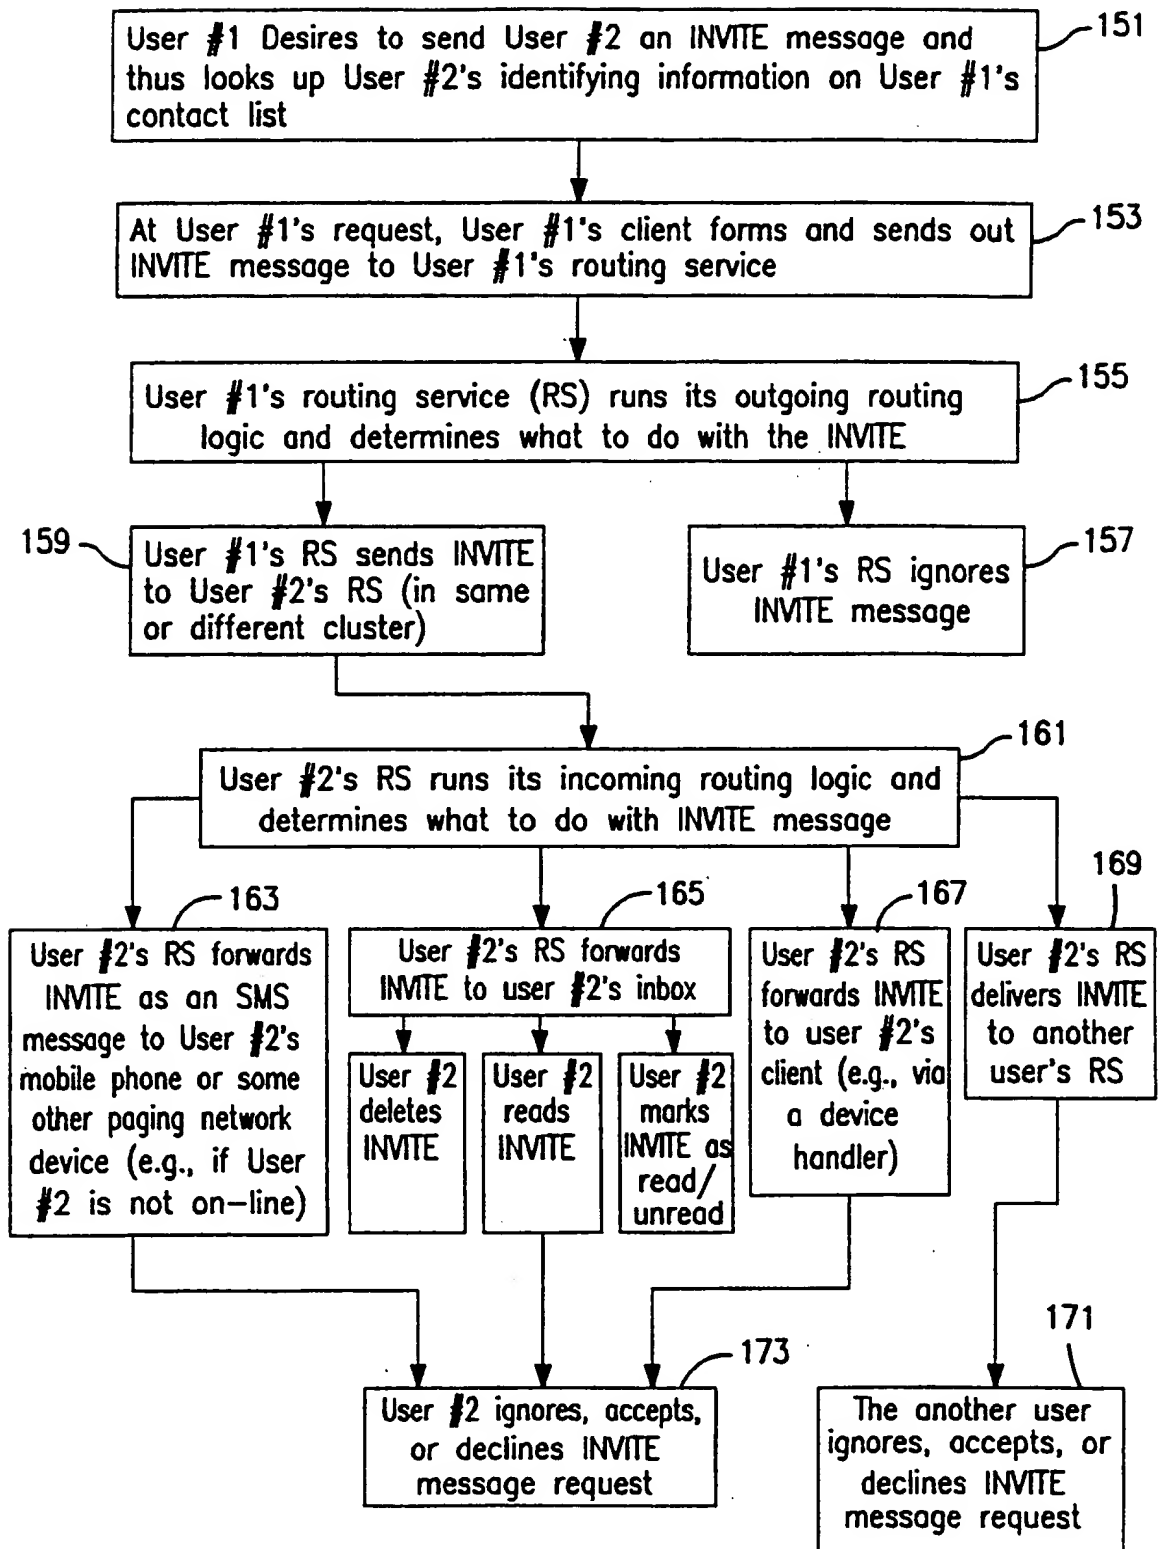 User #1 Desires to send User #2 an INVITE message and
thus looks up User #2's identifying information on User #1's
contact list
151
At User #1's request, User #1's client forms and sends out
INVITE message to User #1's routing service
153
User #1's routing service (RS) runs its outgoing routing
logic and determines what to do with the INVITE
155
159
User #1's RS sends INVITE
to User #2's RS (in same
or different cluster)
User #1's RS ignores
INVITE message
157
User #2's RS runs its incoming routing logic and
determines what to do with INVITE message
161
163
User #2's RS forwards
INVITE as an SMS
message to User #2's
mobile phone or some
other paging network
device (e.g., if User
#2 is not on-line)
165
User #2's RS forwards
INVITE to user #2's inbox
User #2
deletes
INVITE
User #2
reads
INVITE
User #2
marks
INVITE as
read/
unread
167
User #2's RS
forwards INVITE
to user #2's
client (e.g., via
a device
handler)
169
User #2's RS
delivers INVITE
to another
user's RS
173
User #2 ignores, accepts,
or declines INVITE
message request
171
The another user
ignores, accepts, or
declines INVITE
message request